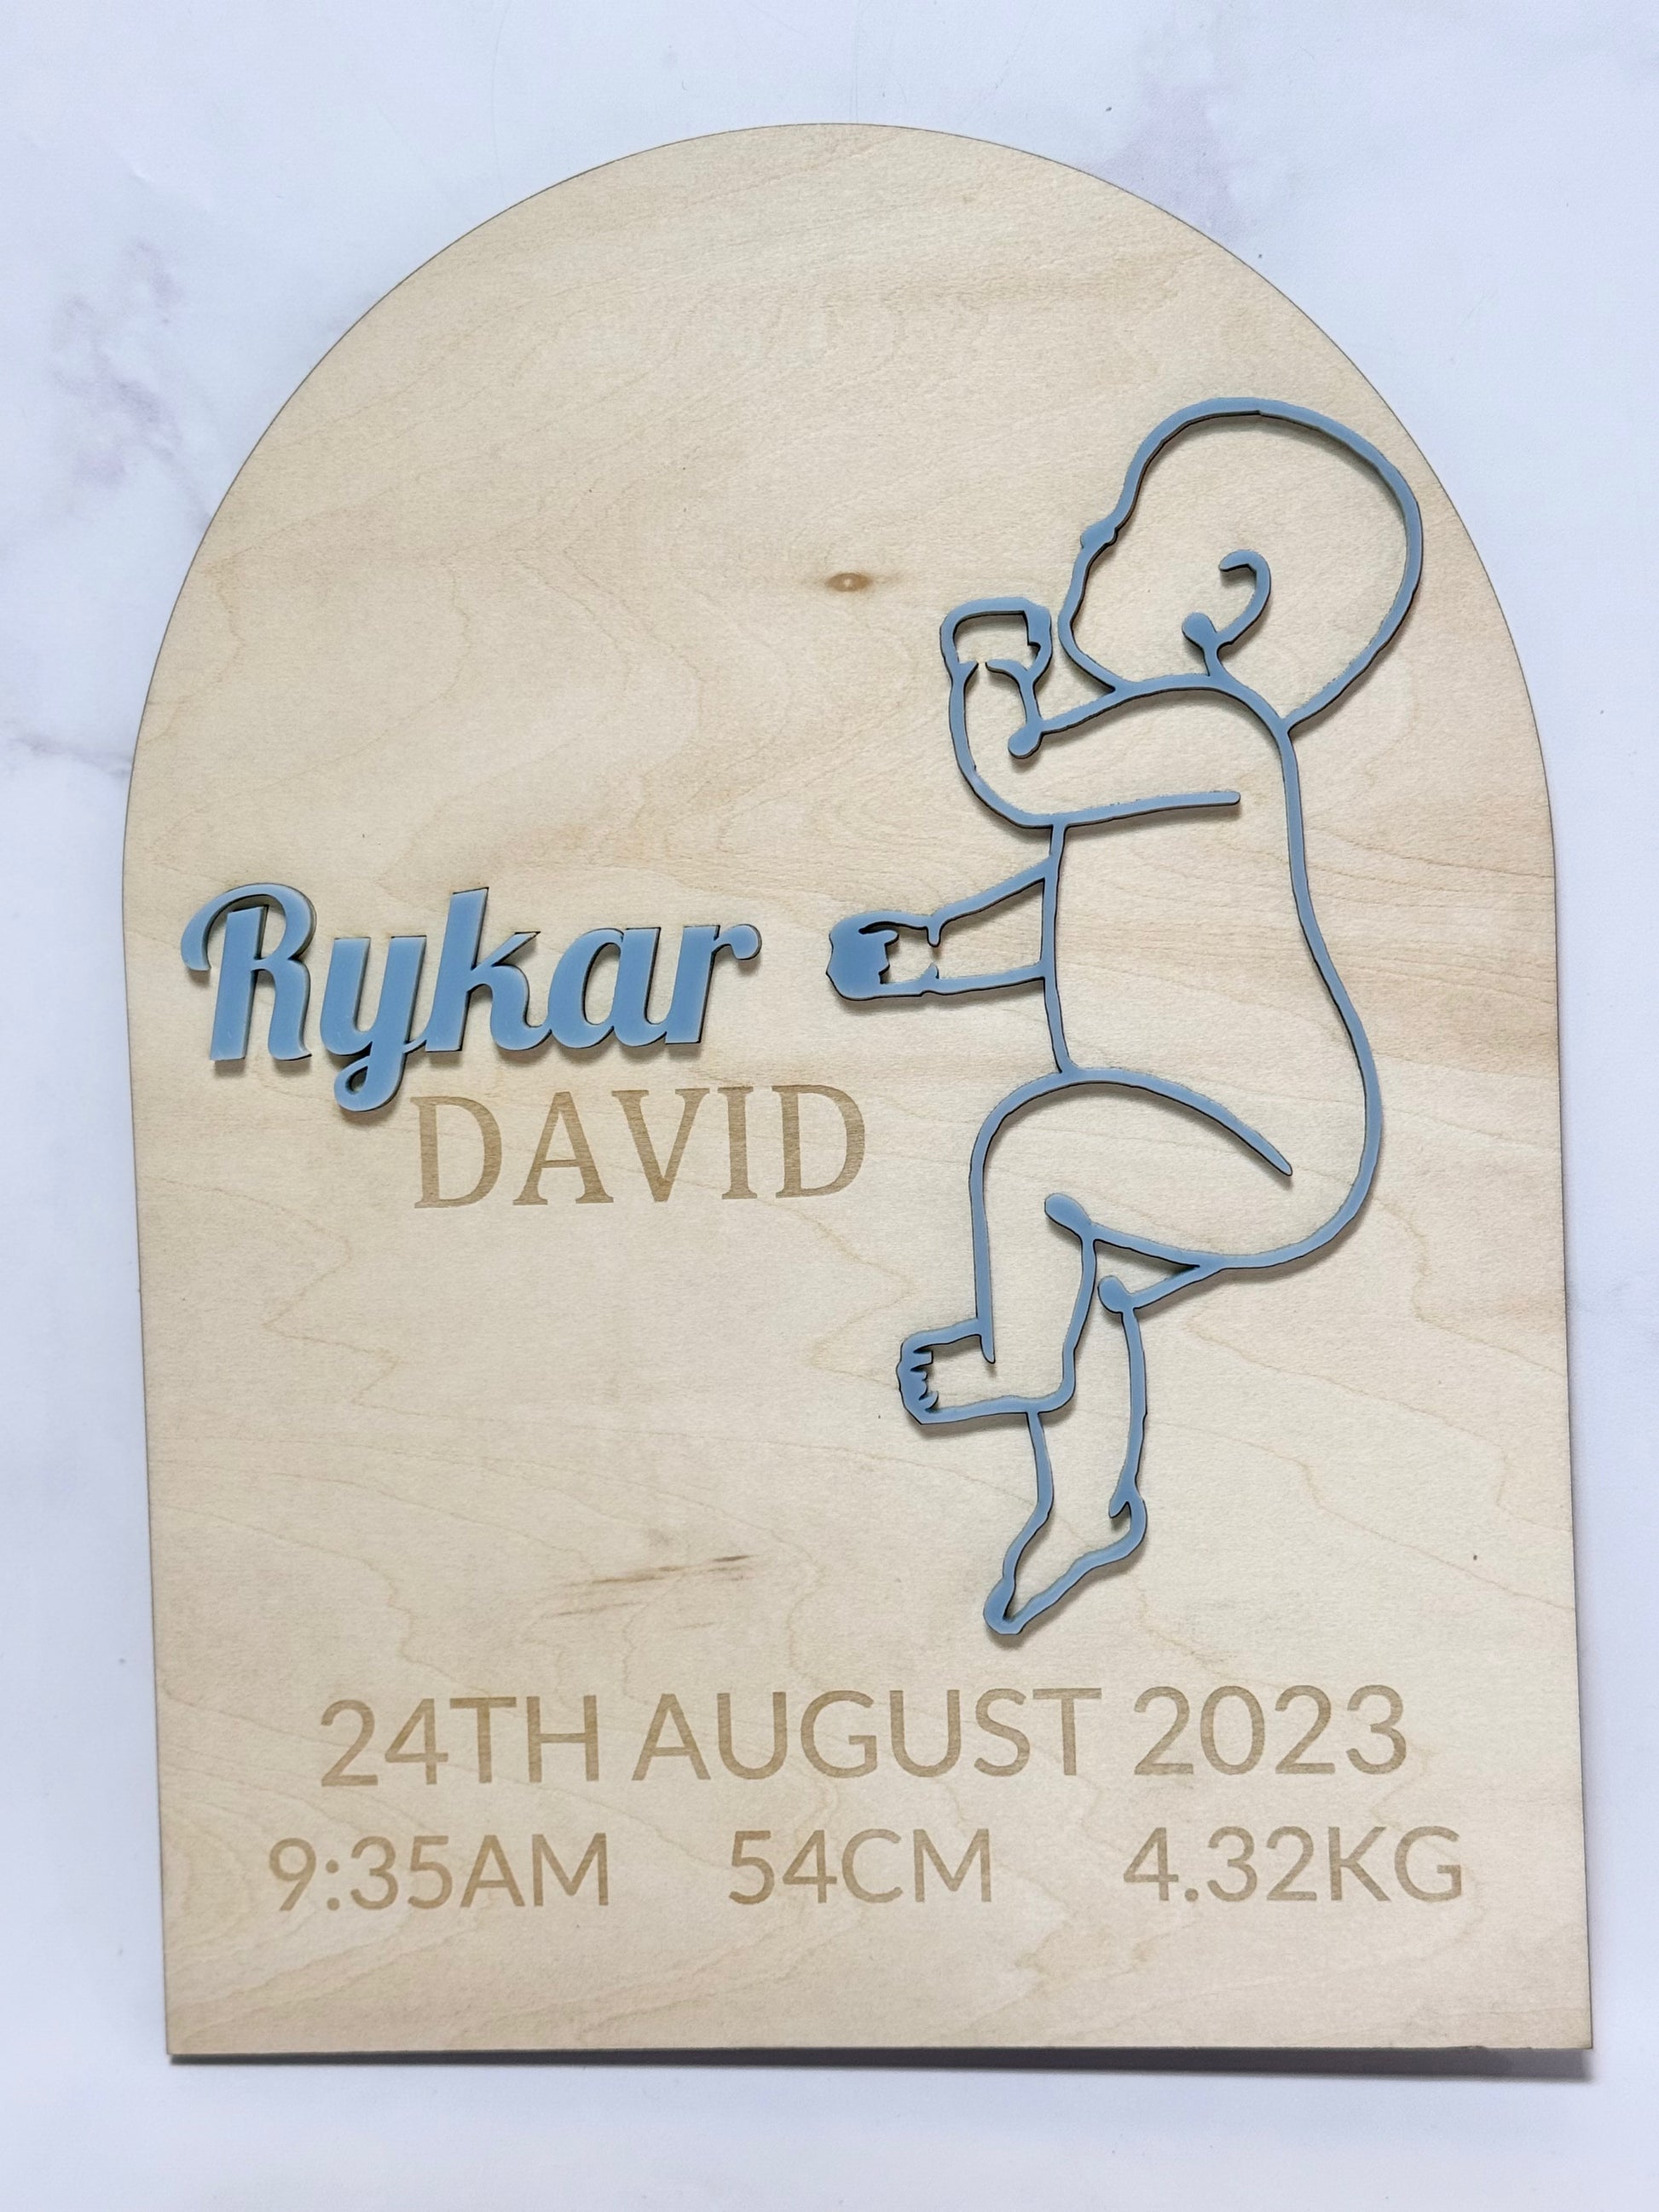 Rykar
DAVID
24TH AUGUST 2023
9:35AM 54CM 4.32KG